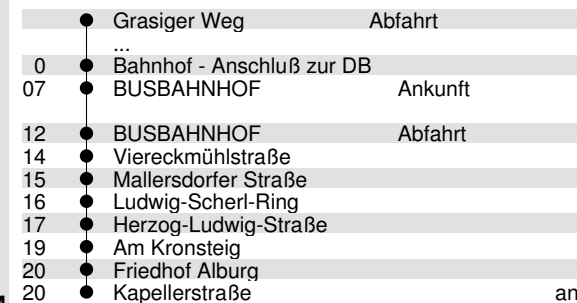 Grasiger Weg Abfahrt
...
0 Bahnhof - Anschluß zur DB
07 BUSBAHNHOF Ankunft
12 BUSBAHNHOF Abfahrt
14 Viereckmühlstraße
15 Mallersdorfer Straße
16 Ludwig-Scherl-Ring
17 Herzog-Ludwig-Straße
19 Am Kronsteig
20 Friedhof Alburg
20 Kapellerstraße an